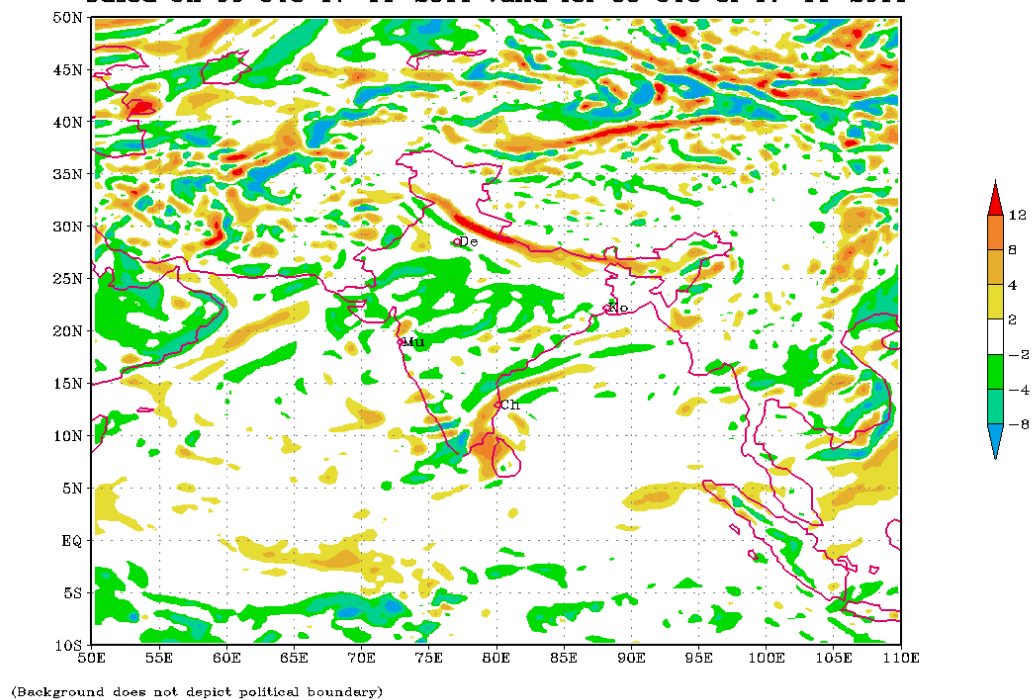 50N
45N
40N
35N
30N
25N
20N
15N
10N
5N
EQ
5S
10S
50E 55E 60E 65E 70E 75E 80E 85E 90E 95E 100E 105E 110E
De
Ko
Mu
Ch
12
8
4
2
-2
-4
-8
(Background does not depict political boundary)